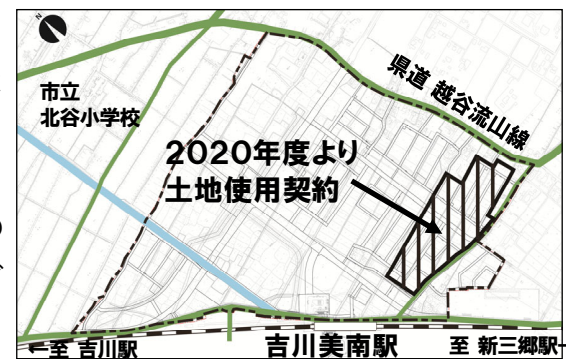 N
市立
北谷小学校
県道 越谷流山線
2020年度より
土地使用契約
←至 吉川駅
吉川美南駅
至 新三郷駅